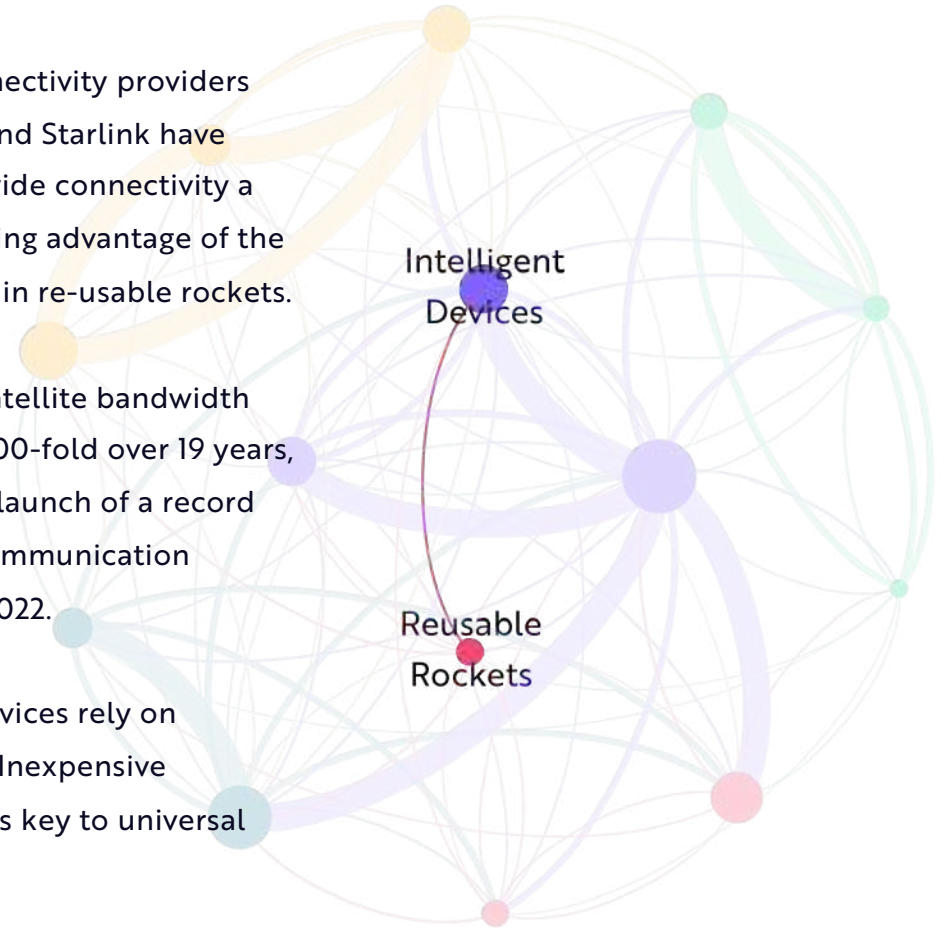 nectivity providers
nd Starlink have
ide connectivity a
ing advantage of the
in re-usable rockets.
tellite bandwidth
00-fold over 19 years,
launch of a record
mmunication
022.
vices rely on
Inexpensive
s key to universal
Intelligent
Devices
Reusable
Rockets